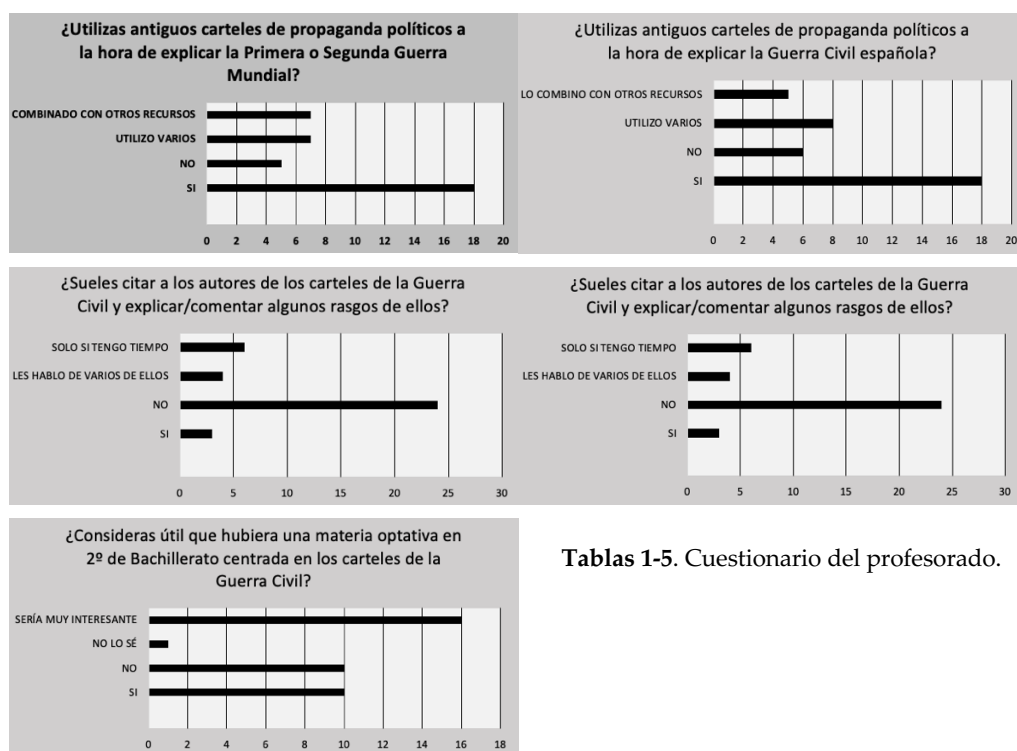 ¿Utilizas antiguos carteles de propaganda políticos a
la hora de explicar la Primera o Segunda Guerra
Mundial?
COMBINADO CON OTROS RECURSOS
UTILIZO VARIOS
NO
SI
0 2 4 6 8 10 12 14 16 18 20
¿Utilizas antiguos carteles de propaganda políticos a
la hora de explicar la Guerra Civil española?
LO COMBINO CON OTROS RECURSOS
UTILIZO VARIOS
NO
SI
0 2 4 6 8 10 12 14 16 18 20
¿Sueles citar a los autores de los carteles de la Guerra
Civil y explicar/comentar algunos rasgos de ellos?
SOLO SI TENGO TIEMPO
LES HABLO DE VARIOS DE ELLOS
NO
SI
0 5 10 15 20 25 30
¿Sueles citar a los autores de los carteles de la Guerra
Civil y explicar/comentar algunos rasgos de ellos?
SOLO SI TENGO TIEMPO
LES HABLO DE VARIOS DE ELLOS
NO
SI
0 5 10 15 20 25 30
¿Consideras útil que hubiera una materia optativa en
2º de Bachillerato centrada en los carteles de la
Guerra Civil?
SERÍA MUY INTERESANTE
NO LO SÉ
NO
SI
0 2 4 6 8 10 12 14 16 18
Tablas 1-5. Cuestionario del profesorado.